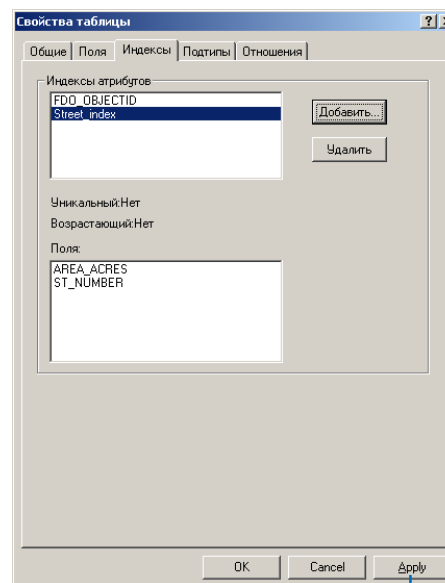 Свойства таблицы
Общие Поля Индексы Подтипы Отношения
Индексы атрибутов
FDO_OBJECTID
Street_index
Добавить...
Удалить
Уникальный:Нет
Возрастающий:Нет
Поля:
AREA_ACRES
ST_NUMBER
OK Cancel Apply